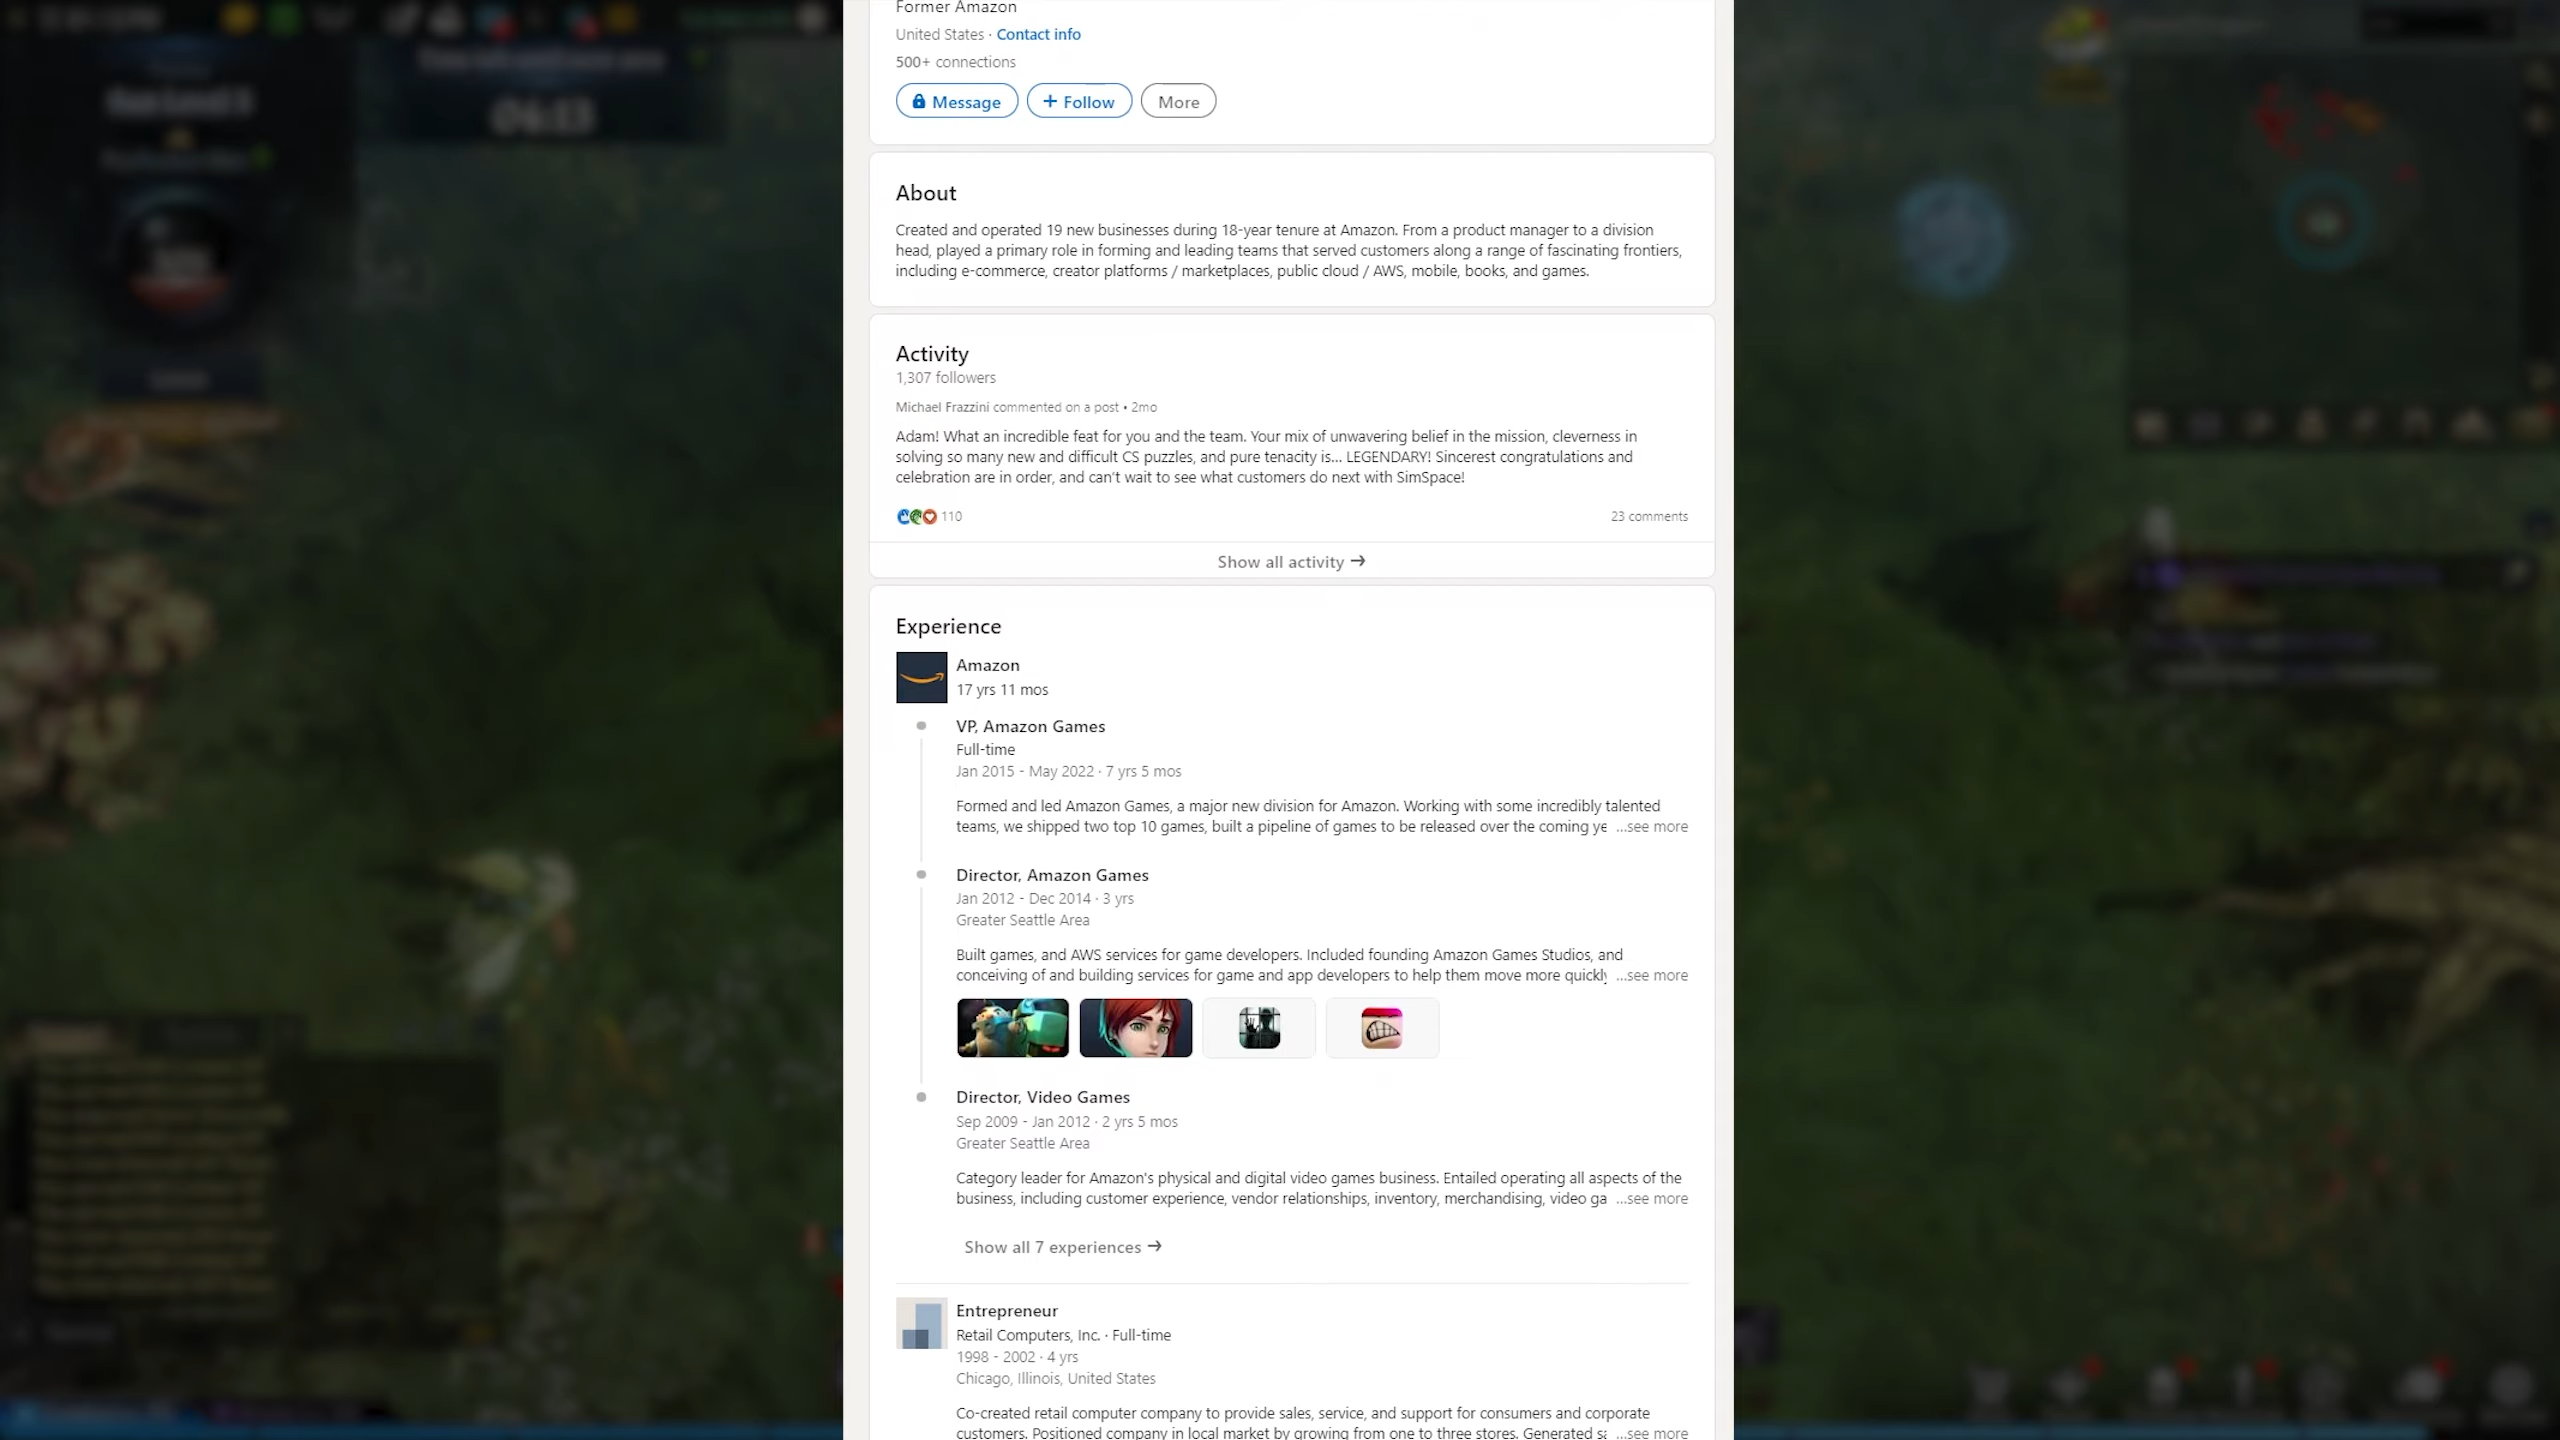 Former Amazon
United States · Contact info
500+ connections
Message
+ Follow
More
About
Created and operated 19 new businesses during 18-year tenure at Amazon. From a product manager to a division
head, played a primary role in forming and leading teams that served customers along a range of fascinating frontiers,
including e-commerce, creator platforms / marketplaces, public cloud / AWS, mobile, books, and games.
Activity
1,307 followers
Michael Frazzini commented on a post • 2mo
Adam! What an incredible feat for you and the team. Your mix of unwavering belief in the mission, cleverness in
solving so many new and difficult CS puzzles, and pure tenacity is... LEGENDARY! Sincerest congratulations and
celebration are in order, and can't wait to see what customers do next with SimSpace!
110
23 comments
Show all activity →
Experience
Amazon
17 yrs 11 mos
VP, Amazon Games
Full-time
Jan 2015 - May 2022 · 7 yrs 5 mos
Formed and led Amazon Games, a major new division for Amazon. Working with some incredibly talented
teams, we shipped two top 10 games, built a pipeline of games to be released over the coming ye ...see more
Director, Amazon Games
Jan 2012 - Dec 2014 · 3 yrs
Greater Seattle Area
Built games, and AWS services for game developers. Included founding Amazon Games Studios, and
conceiving of and building services for game and app developers to help them move more quickly ...see more
Director, Video Games
Sep 2009 - Jan 2012 · 2 yrs 5 mos
Greater Seattle Area
Category leader for Amazon's physical and digital video games business. Entailed operating all aspects of the
business, including customer experience, vendor relationships, inventory, merchandising, video ga ...see more
Show all 7 experiences →
Entrepreneur
Retail Computers, Inc. · Full-time
1998 - 2002 · 4 yrs
Chicago, Illinois, United States
Co-created retail computer company to provide sales, service, and support for consumers and corporate
customers. Positioned company in local market by growing from one to three stores. Generated sa ...see more
04:13